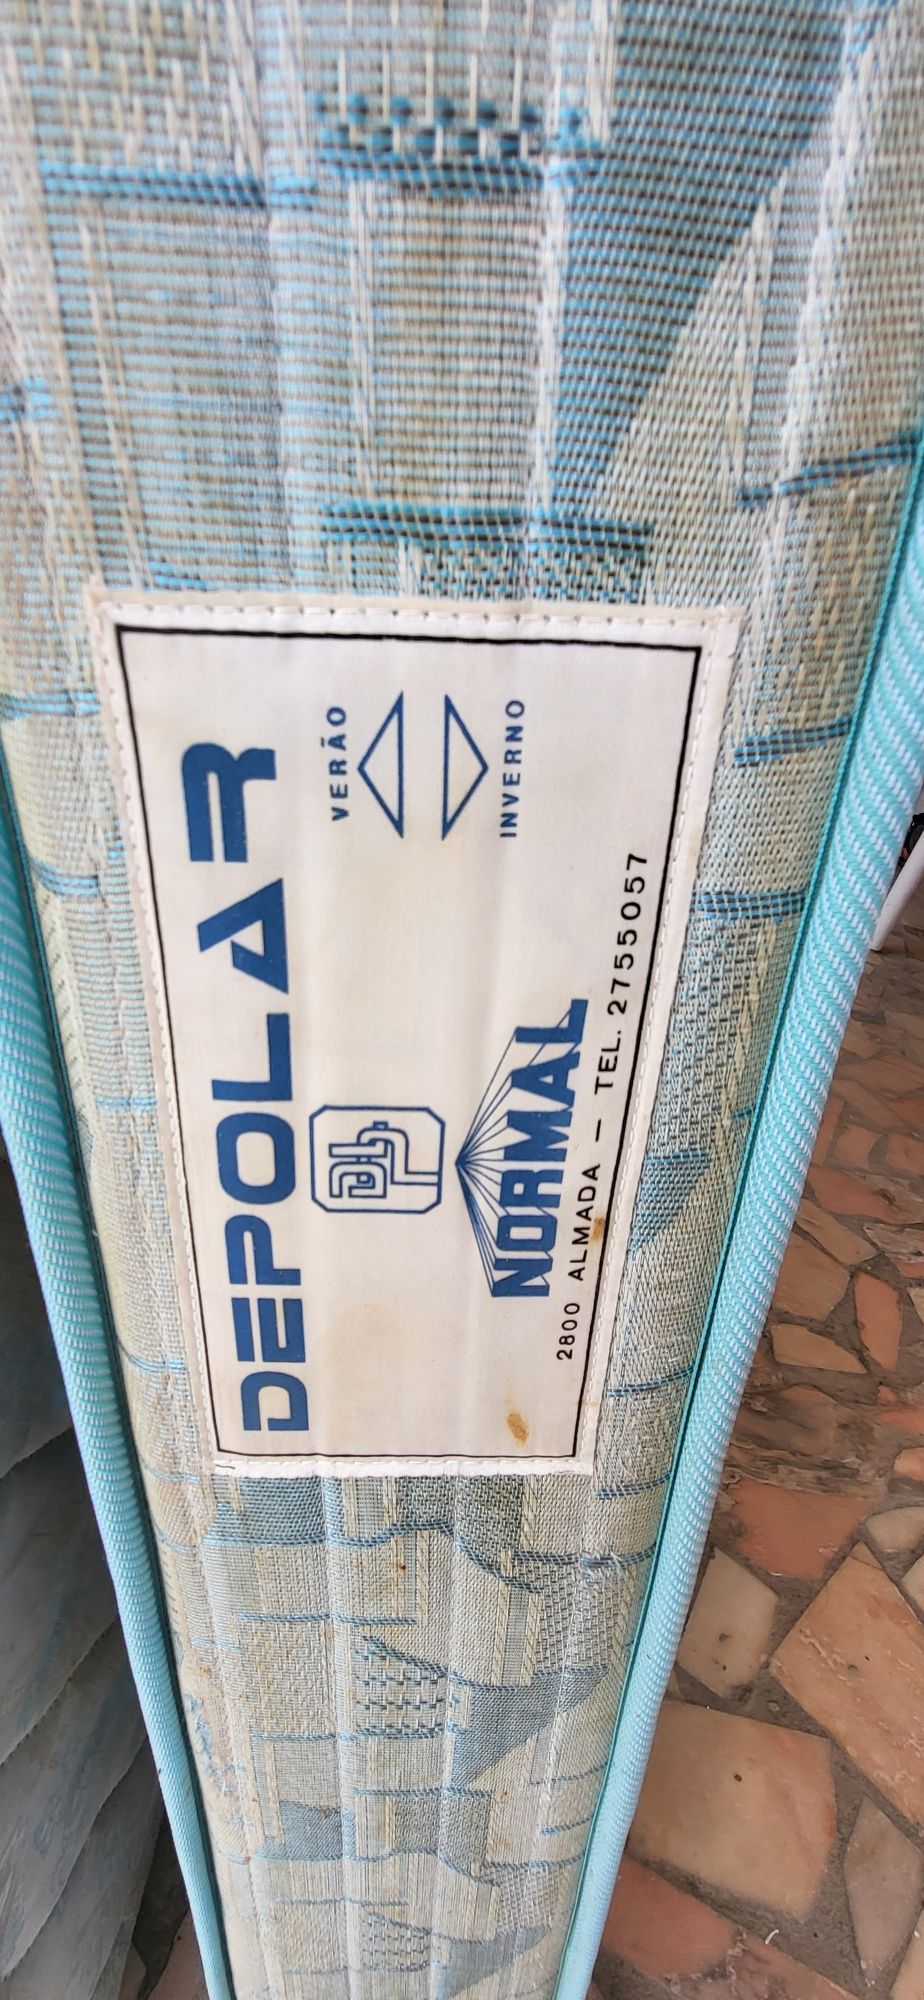 DEPOLAR
VERÃO
INVERNO
NORMAL
2800 ALMADA — TEL. 2755057